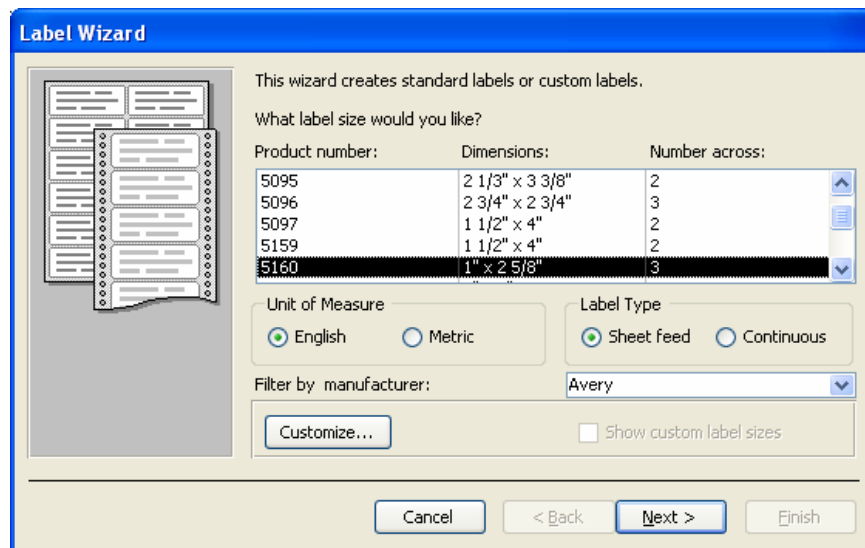 Label Wizard
This wizard creates standard labels or custom labels.
What label size would you like?
Product number: Dimensions: Number across:
5095 2 1/3" x 3 3/8" 2
5096 2 3/4" x 2 3/4" 3
5097 1 1/2" x 4" 2
5159 1 1/2" x 4" 2
5160 1" x 2 5/8" 3
Unit of Measure Label Type
English Metric Sheet feed Continuous
Filter by manufacturer: Avery
Customize... Show custom label sizes
Cancel < Back Next > Finish